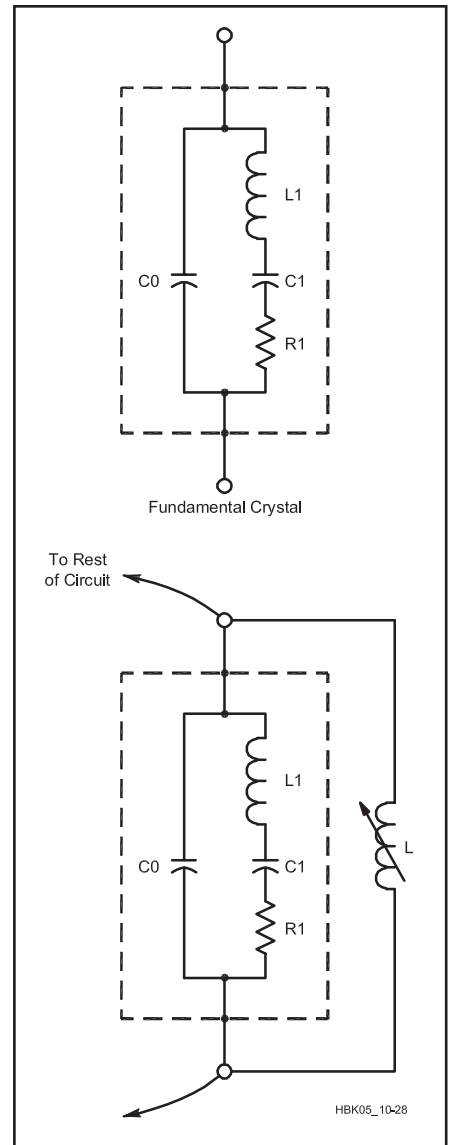 L1
C0
C1
R1
Fundamental Crystal
To Rest
of Circuit
L1
C0
C1
L
R1
HBK05_10-28